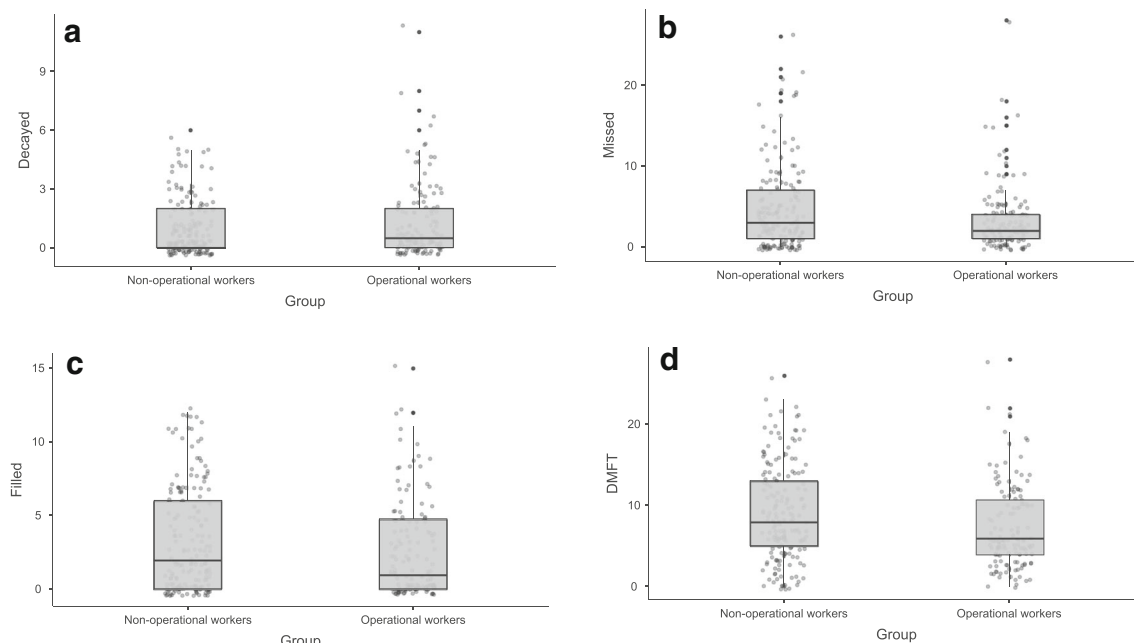 a
9
6
3
0
Decayed
Non-operational workers Operational workers
Group
b
20
10
0
Missed
Non-operational workers Operational workers
Group
c
15
10
5
0
Filled
Non-operational workers Operational workers
Group
d
20
10
0
DMFT
Non-operational workers Operational workers
Group